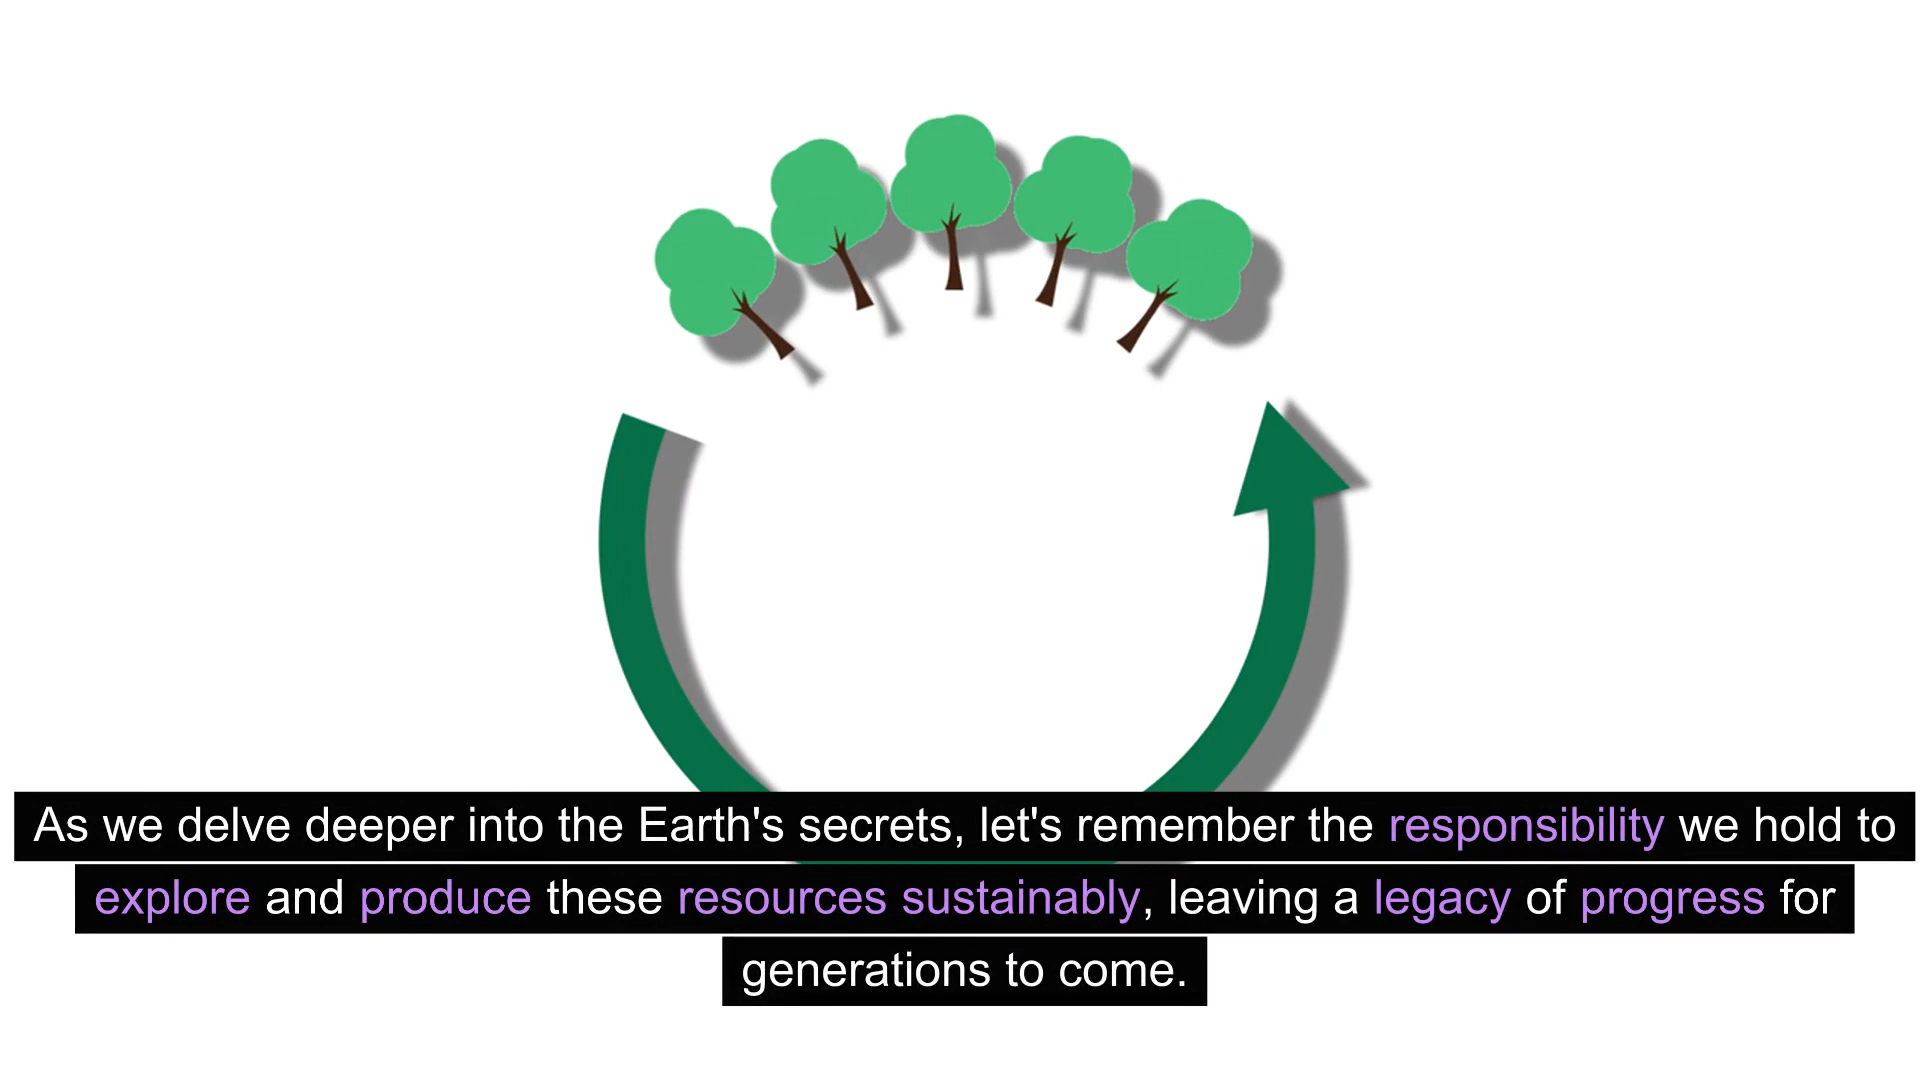 As we delve deeper into the Earth's secrets, let's remember the responsibility we hold to
explore and produce these resources sustainably, leaving a legacy of progress for
generations to come.